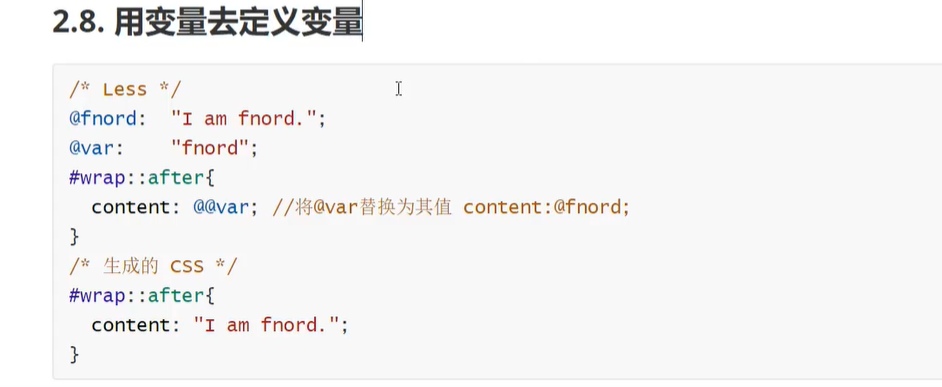 2.8. 用变量去定义变量
/* Less */
@fnord:  "I am fnord.";
@var:    "fnord";
#wrap::after{
  content: @@var; //将@var替换为其值 content:@fnord;
}
/* 生成的 CSS */
#wrap::after{
  content: "I am fnord.";
}